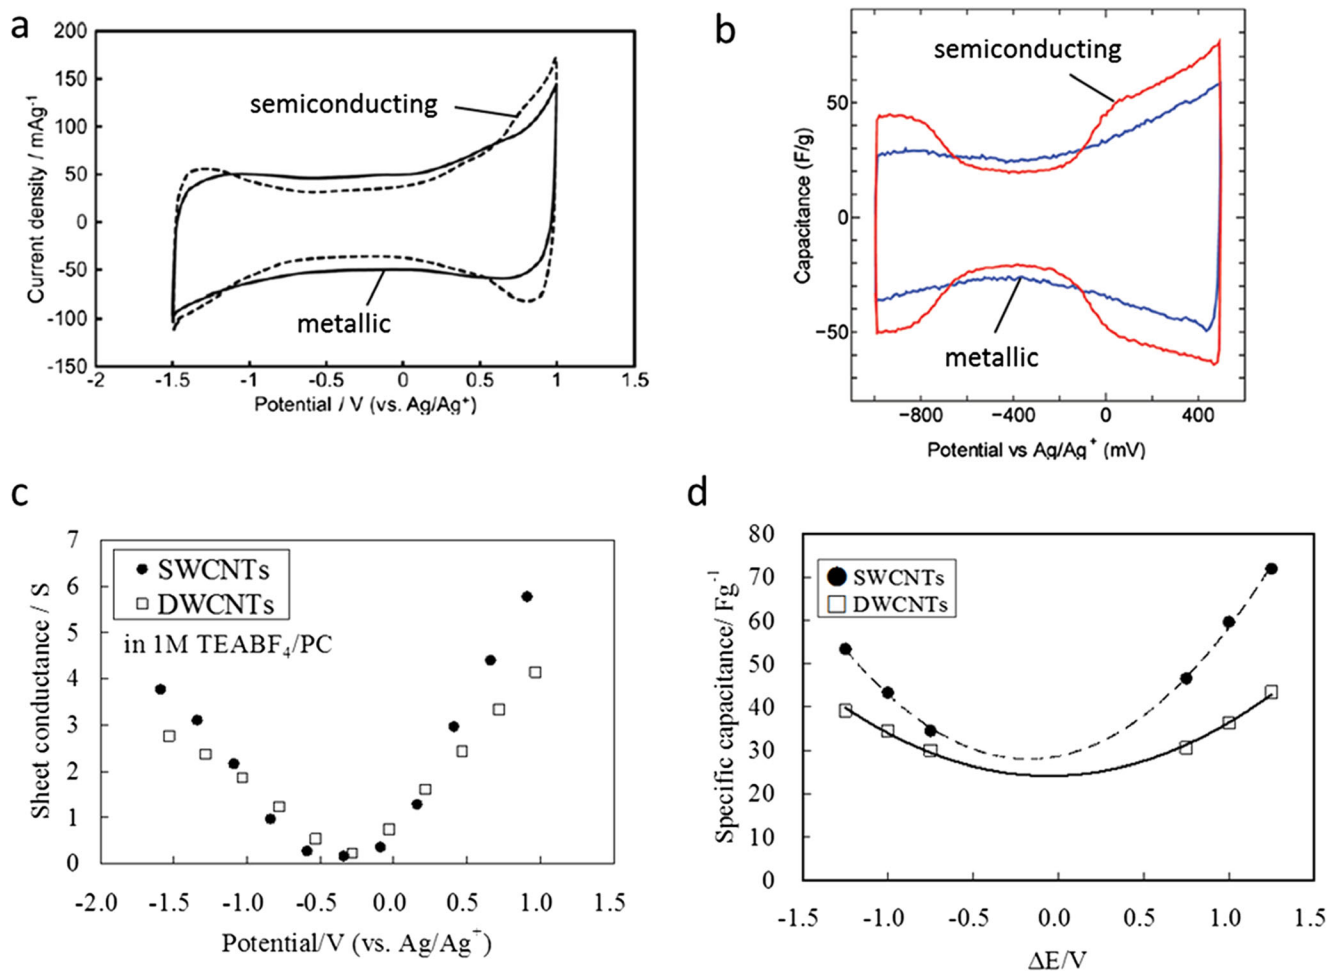 a
200
150
100
50
0
-50
-100
-150
Current density / mAg⁻¹
semiconducting
metallic
-2 -1.5 -1 -0.5 0 0.5 1 1.5
Potential / V (vs. Ag/Ag⁺)
b
semiconducting
50
0
−50
Capacitance (F/g)
metallic
−800 −400 0 400
Potential vs Ag/Ag⁺ (mV)
c
7
6
5
4
3
2
1
0
Sheet conductance / S
SWCNTs
DWCNTs
in 1M TEABF₄/PC
-2.0 -1.5 -1.0 -0.5 0.0 0.5 1.0 1.5
Potential/V (vs. Ag/Ag⁺)
d
80
70
60
50
40
30
20
10
0
Specific capacitance/ Fg⁻¹
SWCNTs
DWCNTs
-1.5 -1.0 -0.5 0.0 0.5 1.0 1.5
ΔE/V